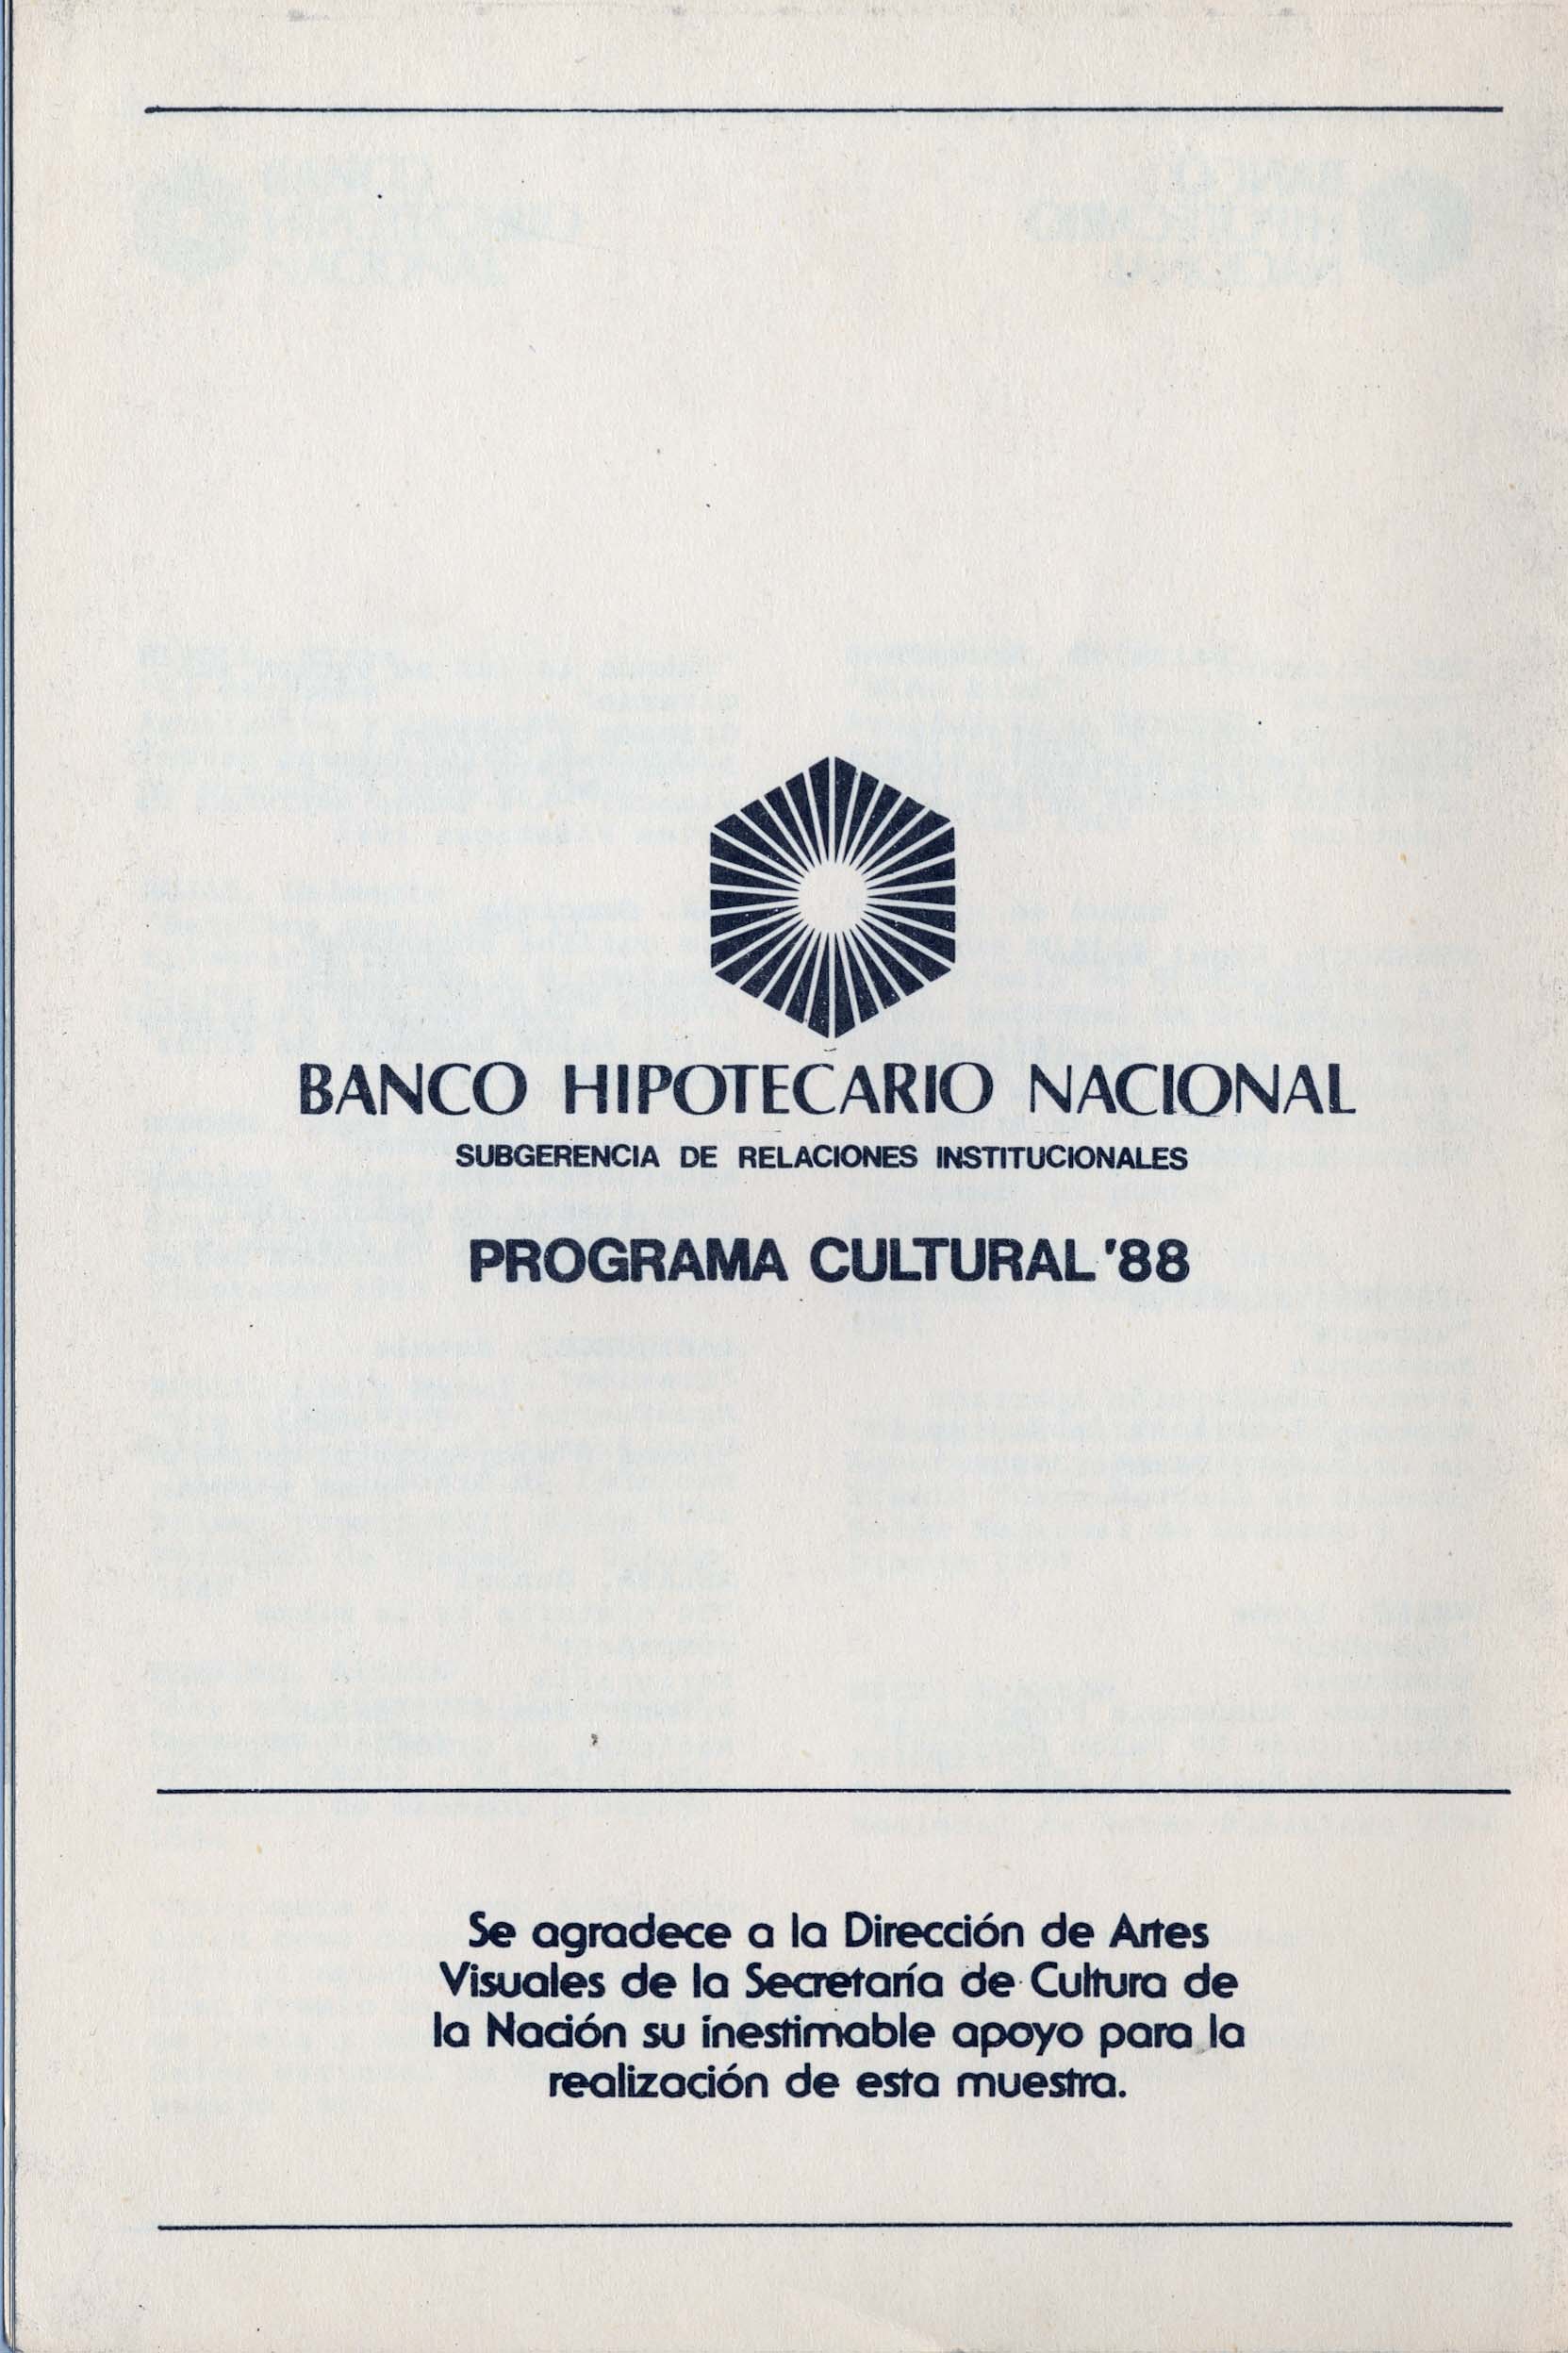 BANCO HIPOTECARIO NACIONAL
SUBGERENCIA DE RELACIONES INSTITUCIONALES
PROGRAMA CULTURAL '88
Se agradece a la Dirección de Artes
Visuales de la Secretaría de Cultura de
la Nación su inestimable apoyo para la
realización de esta muestra.